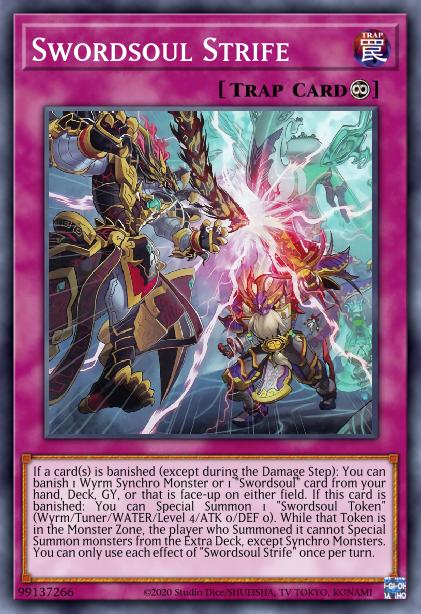 SWORDSOUL STRIFE
TRAP
罠
[TRAP CARD]
If a card(s) is banished (except during the Damage Step): You can
banish 1 Wyrm Synchro Monster or 1 "Swordsoul" card from your
hand, Deck, GY, or that is face-up on either field. If this card is
banished: You can Special Summon 1 "Swordsoul Token"
(Wyrm/Tuner/WATER/Level 4/ATK 0/DEF 0). While that Token is
in the Monster Zone, the player who Summoned it cannot Special
Summon monsters from the Extra Deck, except Synchro Monsters.
You can only use each effect of "Swordsoul Strife" once per turn.
99137266
©2020 Studio Dice/SHUEISHA, TV TOKYO, KONAMI